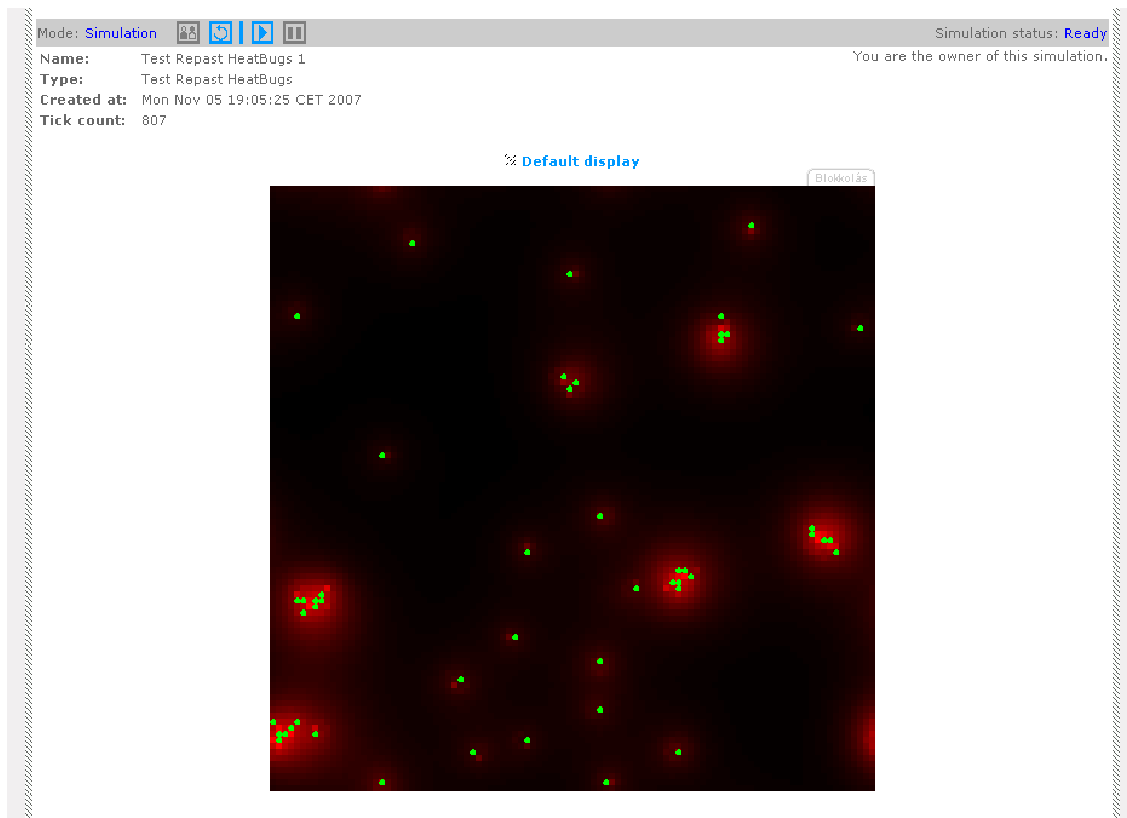 Mode: Simulation
Simulation status: Ready
Name: Test Repast HeatBugs 1
You are the owner of this simulation.
Type: Test Repast HeatBugs
Created at: Mon Nov 05 19:05:25 CET 2007
Tick count: 807
Default display
Blokkolás